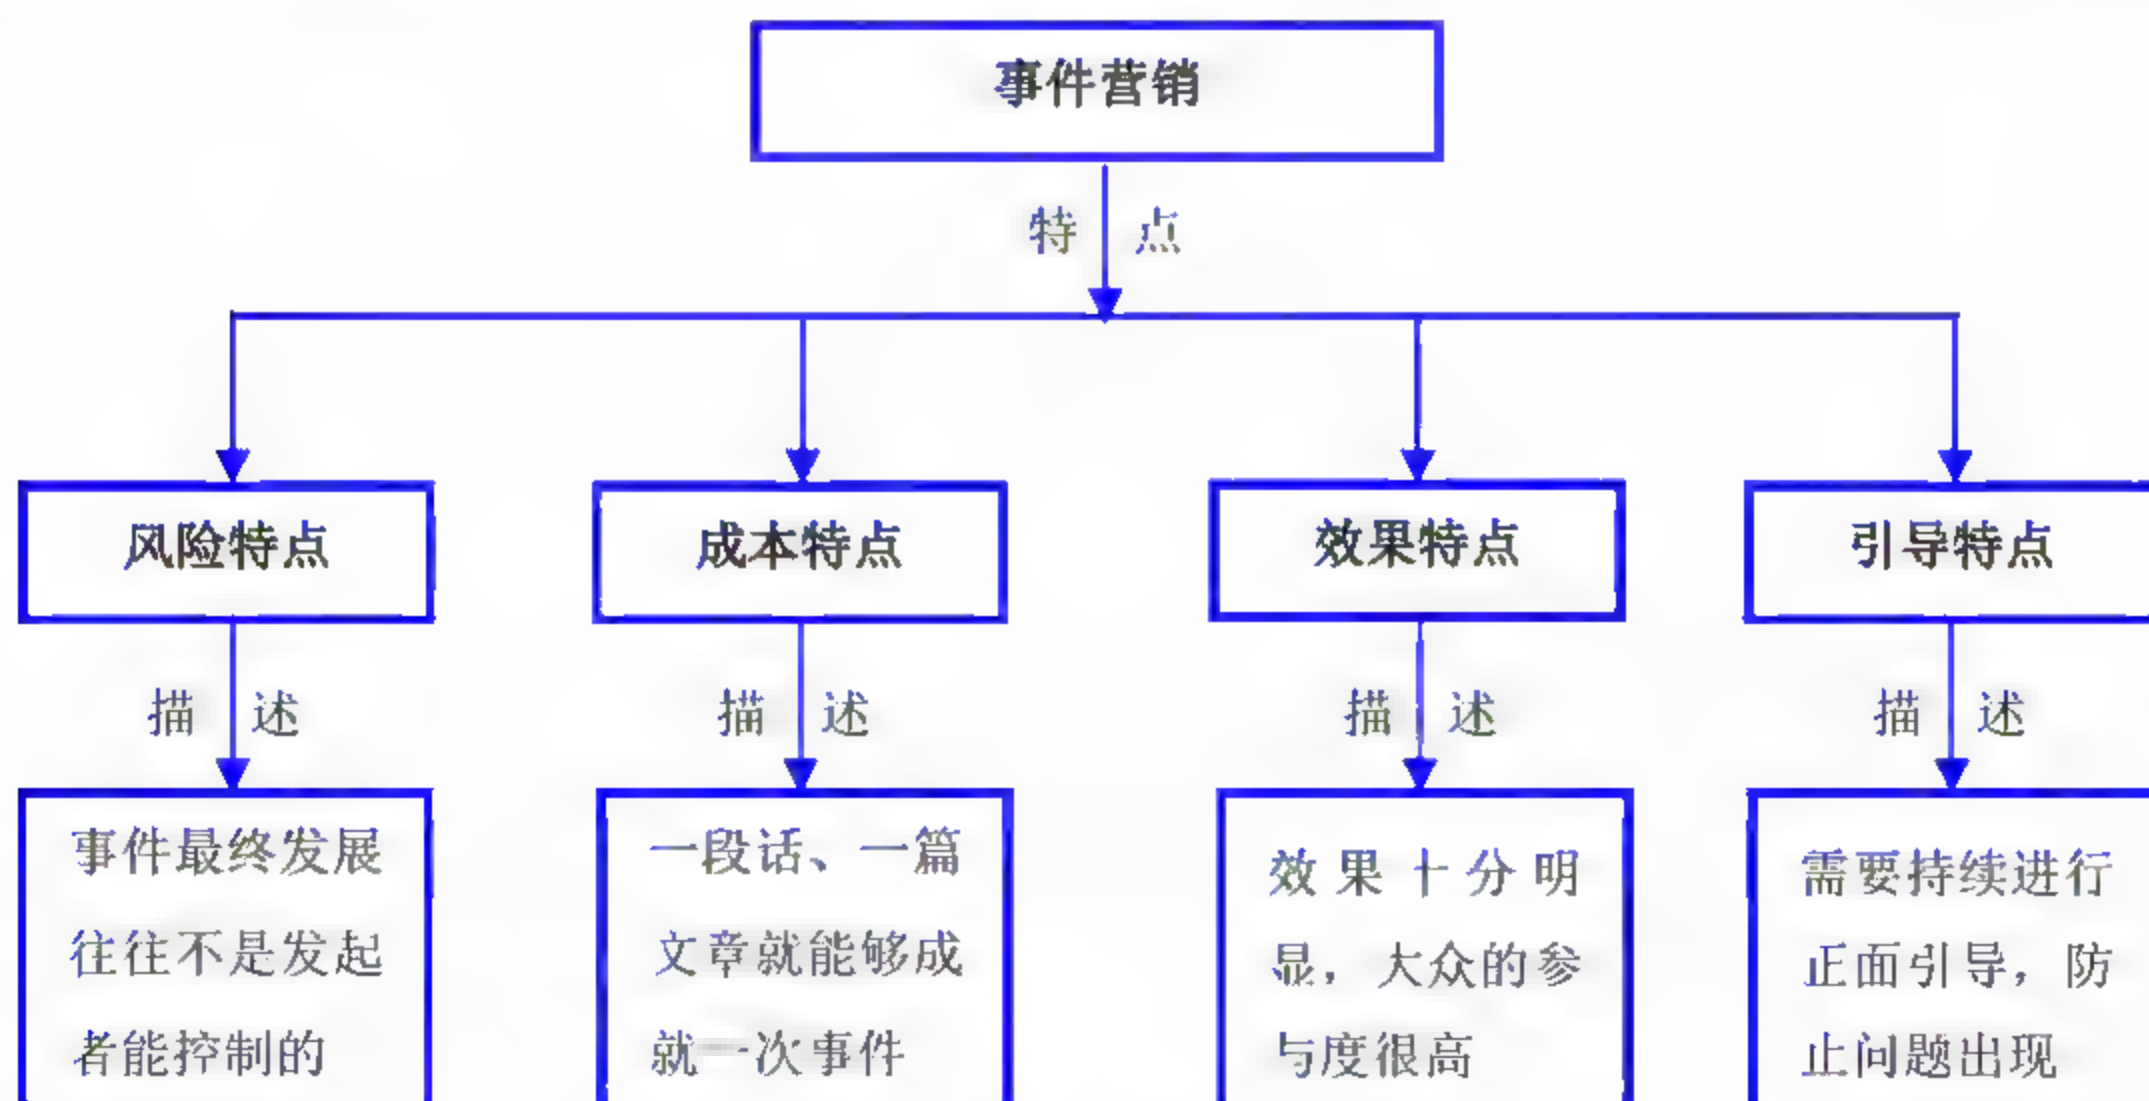 事件营销
特 点
风险特点
成本特点
效果特点
引导特点
描 述
描 述
描 述
描 述
事件最终发展
往往不是发起
者能控制的
一段话、一篇
文章就能够成
就一次事件
效果十分明
显，大众的参
与度很高
需要持续进行
正面引导，防
止问题出现